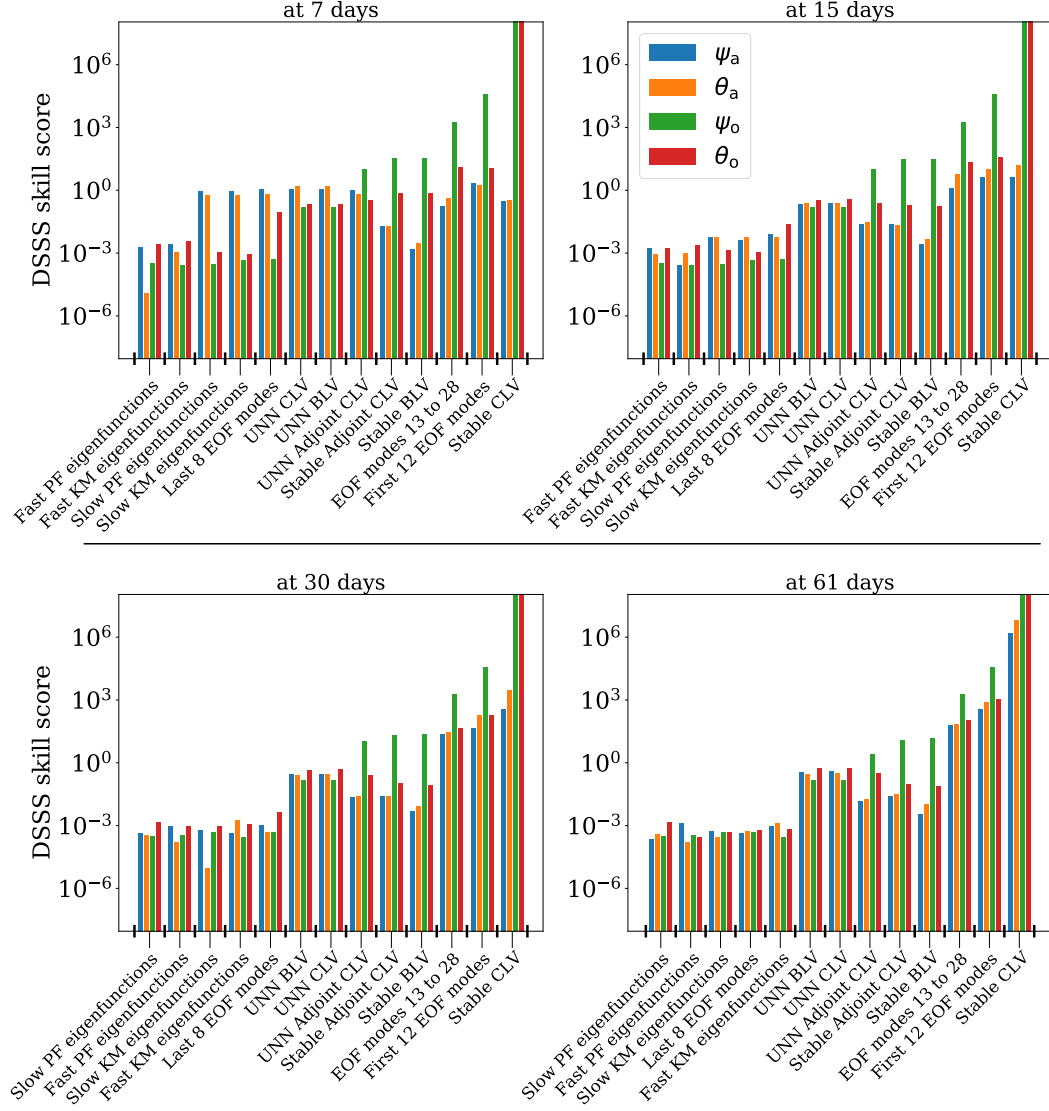 at 7 days
at 15 days
DSSS skill score
10^6
10^3
10^0
10^-3
10^-6
10^6
10^3
10^0
10^-3
10^-6
ψ_a
θ_a
ψ_o
θ_o
Fast PF eigenfunctions
Fast KM eigenfunctions
Slow PF eigenfunctions
Slow KM eigenfunctions
Last 8 EOF modes
UNN CLV
UNN BLV
UNN Adjoint CLV
Stable Adjoint CLV
Stable BLV
EOF modes 13 to 28
First 12 EOF modes
Stable CLV
Fast PF eigenfunctions
Fast KM eigenfunctions
Slow PF eigenfunctions
Slow KM eigenfunctions
Last 8 EOF modes
UNN BLV
UNN CLV
UNN Adjoint CLV
Stable Adjoint CLV
Stable BLV
EOF modes 13 to 28
First 12 EOF modes
Stable CLV
at 30 days
at 61 days
DSSS skill score
10^6
10^3
10^0
10^-3
10^-6
10^6
10^3
10^0
10^-3
10^-6
Slow PF eigenfunctions
Fast PF eigenfunctions
Slow KM eigenfunctions
Fast KM eigenfunctions
Last 8 EOF modes
UNN BLV
UNN CLV
UNN Adjoint CLV
Stable Adjoint CLV
Stable BLV
EOF modes 13 to 28
First 12 EOF modes
Stable CLV
Slow PF eigenfunctions
Fast PF eigenfunctions
Slow KM eigenfunctions
Last 8 EOF modes
Fast KM eigenfunctions
UNN BLV
UNN CLV
UNN Adjoint CLV
Stable Adjoint CLV
Stable BLV
EOF modes 13 to 28
First 12 EOF modes
Stable CLV